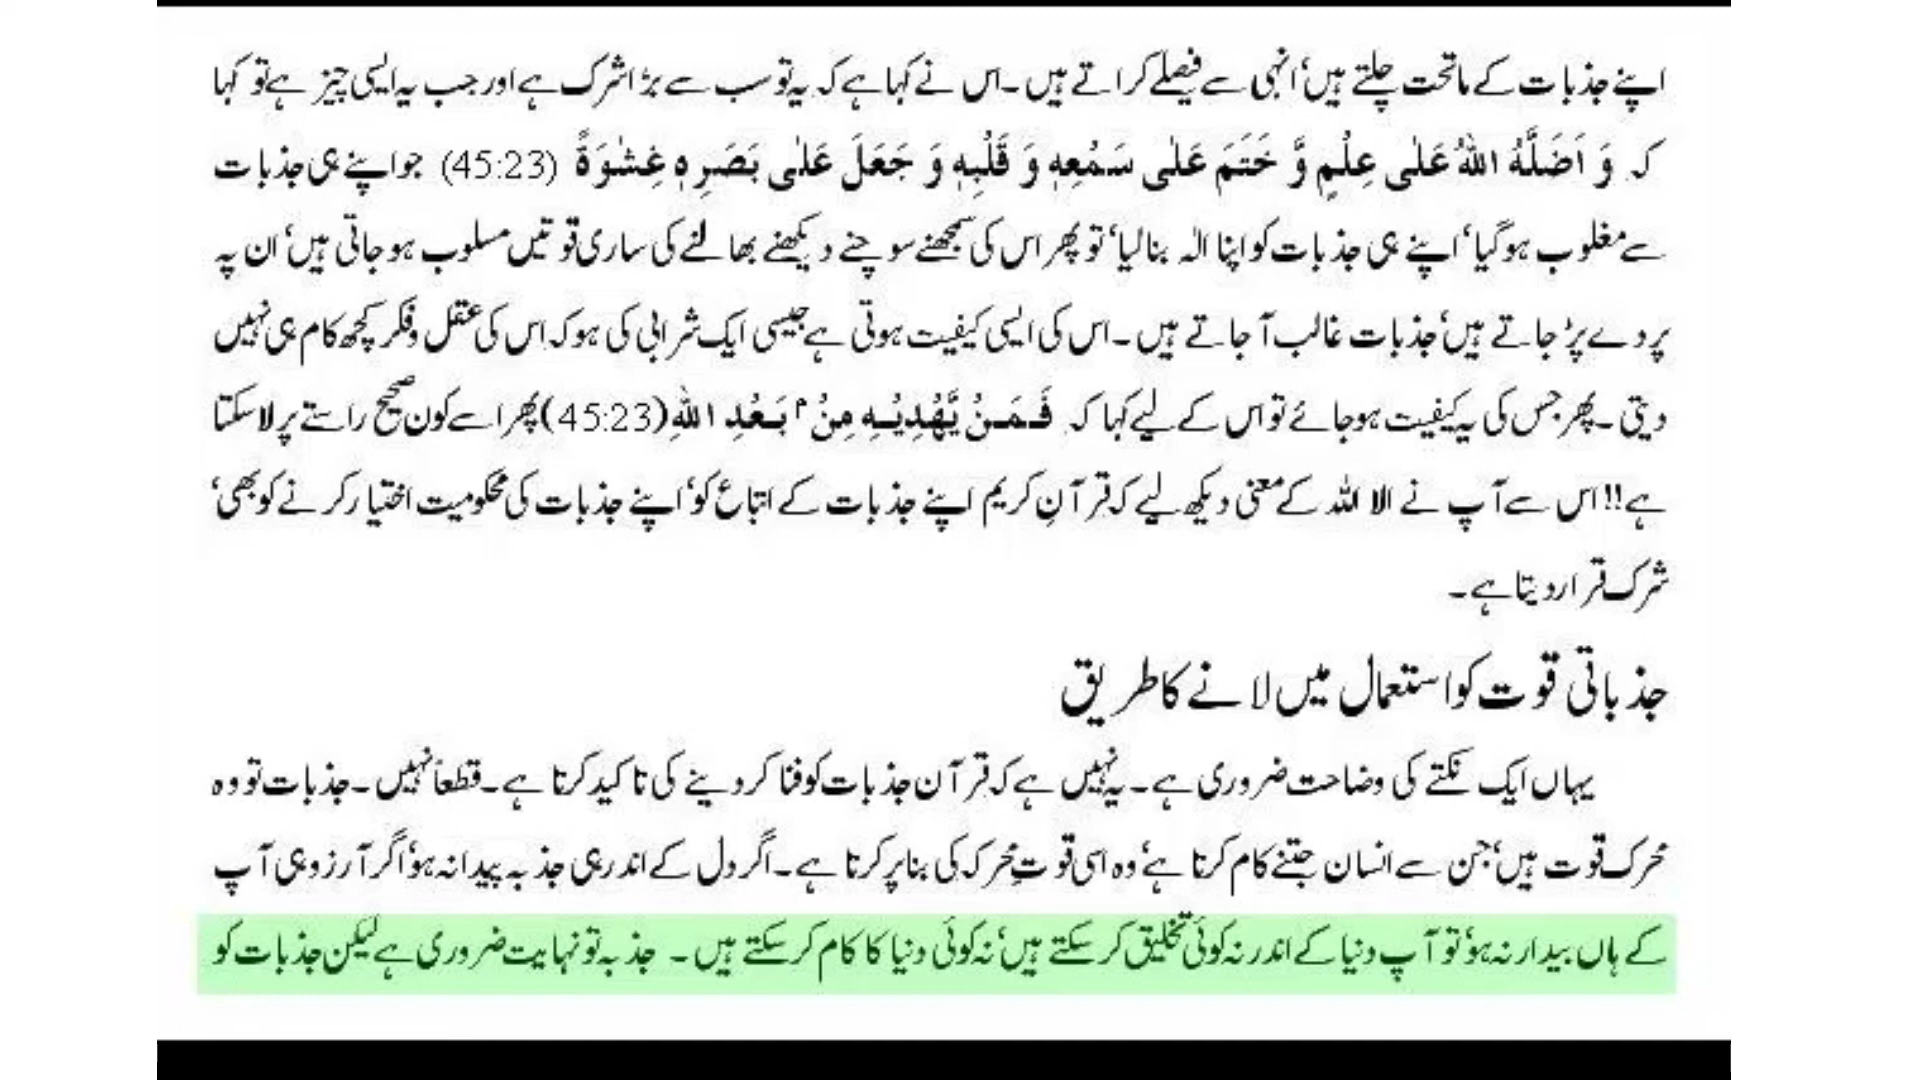 اپنے جذبات کے ماتحت چلتے ہیں‘ انہی سے فیصلے کراتے ہیں۔ اس نے کہا ہے کہ یہ تو سب سے بڑا شرک ہے اور جب یہ ایسی چیز ہے تو کہا
کہ وَ اَضَلَّهُ اللّٰهُ عَلٰى عِلْمٍ وَّ خَتَمَ عَلٰى سَمْعِهٖ وَ قَلْبِهٖ وَ جَعَلَ عَلٰى بَصَرِهٖ غِشٰوَةً (45:23) جو اپنے ہی جذبات
سے مغلوب ہوگیا‘ اپنے ہی جذبات کو اپنا الٰہ بنا لیا‘ تو پھر اس کی سمجھنے سوچنے دیکھنے بھالنے کی ساری قوتیں مسلوب ہو جاتی ہیں‘ ان پہ
پردے پڑ جاتے ہیں‘ جذبات غالب آ جاتے ہیں۔ اس کی ایسی کیفیت ہوتی ہے جیسی ایک شرابی کی ہو کہ اس کی عقل و فکر کچھ کام ہی نہیں
دیتی۔ پھر جس کی یہ کیفیت ہوجائے تو اس کے لیے کہا کہ فَمَنْ يَّهْدِيْهِ مِنْۢ بَعْدِ اللّٰهِ (45:23) پھر اسے کون صحیح راستے پر لا سکتا
ہے!! اس سے آپ نے الا اللہ کے معنی دیکھ لیے کہ قرآنِ کریم اپنے جذبات کے اتباع کو‘ اپنے جذبات کی محکومیت اختیار کرنے کو بھی‘
شرک قرار دیتا ہے۔
جذباتی قوت کو استعمال میں لانے کا طریق
یہاں ایک نکتے کی وضاحت ضروری ہے۔ یہ نہیں ہے کہ قرآن جذبات کو فنا کر دینے کی تاکید کرتا ہے۔ قطعاً نہیں۔ جذبات تو وہ
محرک قوت ہیں‘ جن سے انسان جتنے کام کرتا ہے‘ وہ اسی قوتِ محرکہ کی بنا پر کرتا ہے۔ اگر دل کے اندر ہی جذبہ پیدا نہ ہو‘ اگر آرزو ہی آپ
کے ہاں بیدار نہ ہو‘ تو آپ دنیا کے اندر نہ کوئی تخلیق کر سکتے ہیں‘ نہ کوئی دنیا کا کام کر سکتے ہیں۔ جذبہ تو نہایت ضروری ہے لیکن جذبات کو